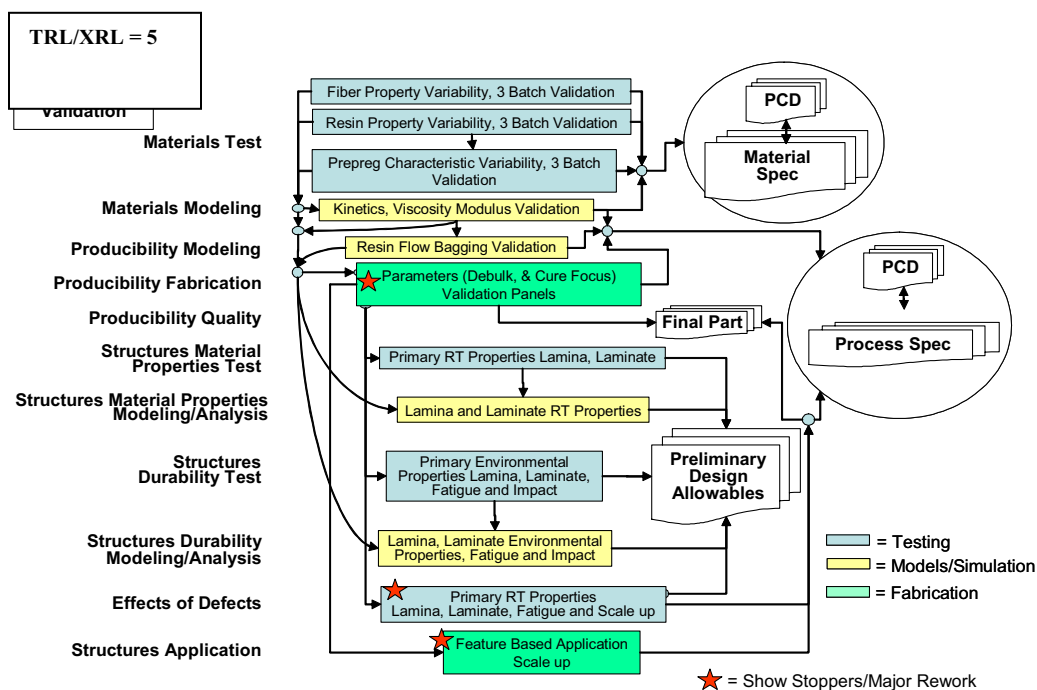 TRL/XRL = 5
Validation
Materials Test
Fiber Property Variability, 3 Batch Validation
Resin Property Variability, 3 Batch Validation
Prepreg Characteristic Variability, 3 Batch
Validation
PCD
Material
Spec
Materials Modeling
Kinetics, Viscosity Modulus Validation
Producibility Modeling
Resin Flow Bagging Validation
Producibility Fabrication
Parameters (Debulk, & Cure Focus)
Validation Panels
PCD
Process Spec
Producibility Quality
Final Part
Structures Material
Properties Test
Primary RT Properties Lamina, Laminate
Structures Material Properties
Modeling/Analysis
Lamina and Laminate RT Properties
Structures
Durability Test
Primary Environmental
Properties Lamina, Laminate,
Fatigue and Impact
Preliminary
Design
Allowables
Structures Durability
Modeling/Analysis
Lamina, Laminate Environmental
Properties, Fatigue and Impact
Effects of Defects
Primary RT Properties
Lamina, Laminate, Fatigue and Scale up
Structures Application
Feature Based Application
Scale up
= Testing
= Models/Simulation
= Fabrication
= Show Stoppers/Major Rework